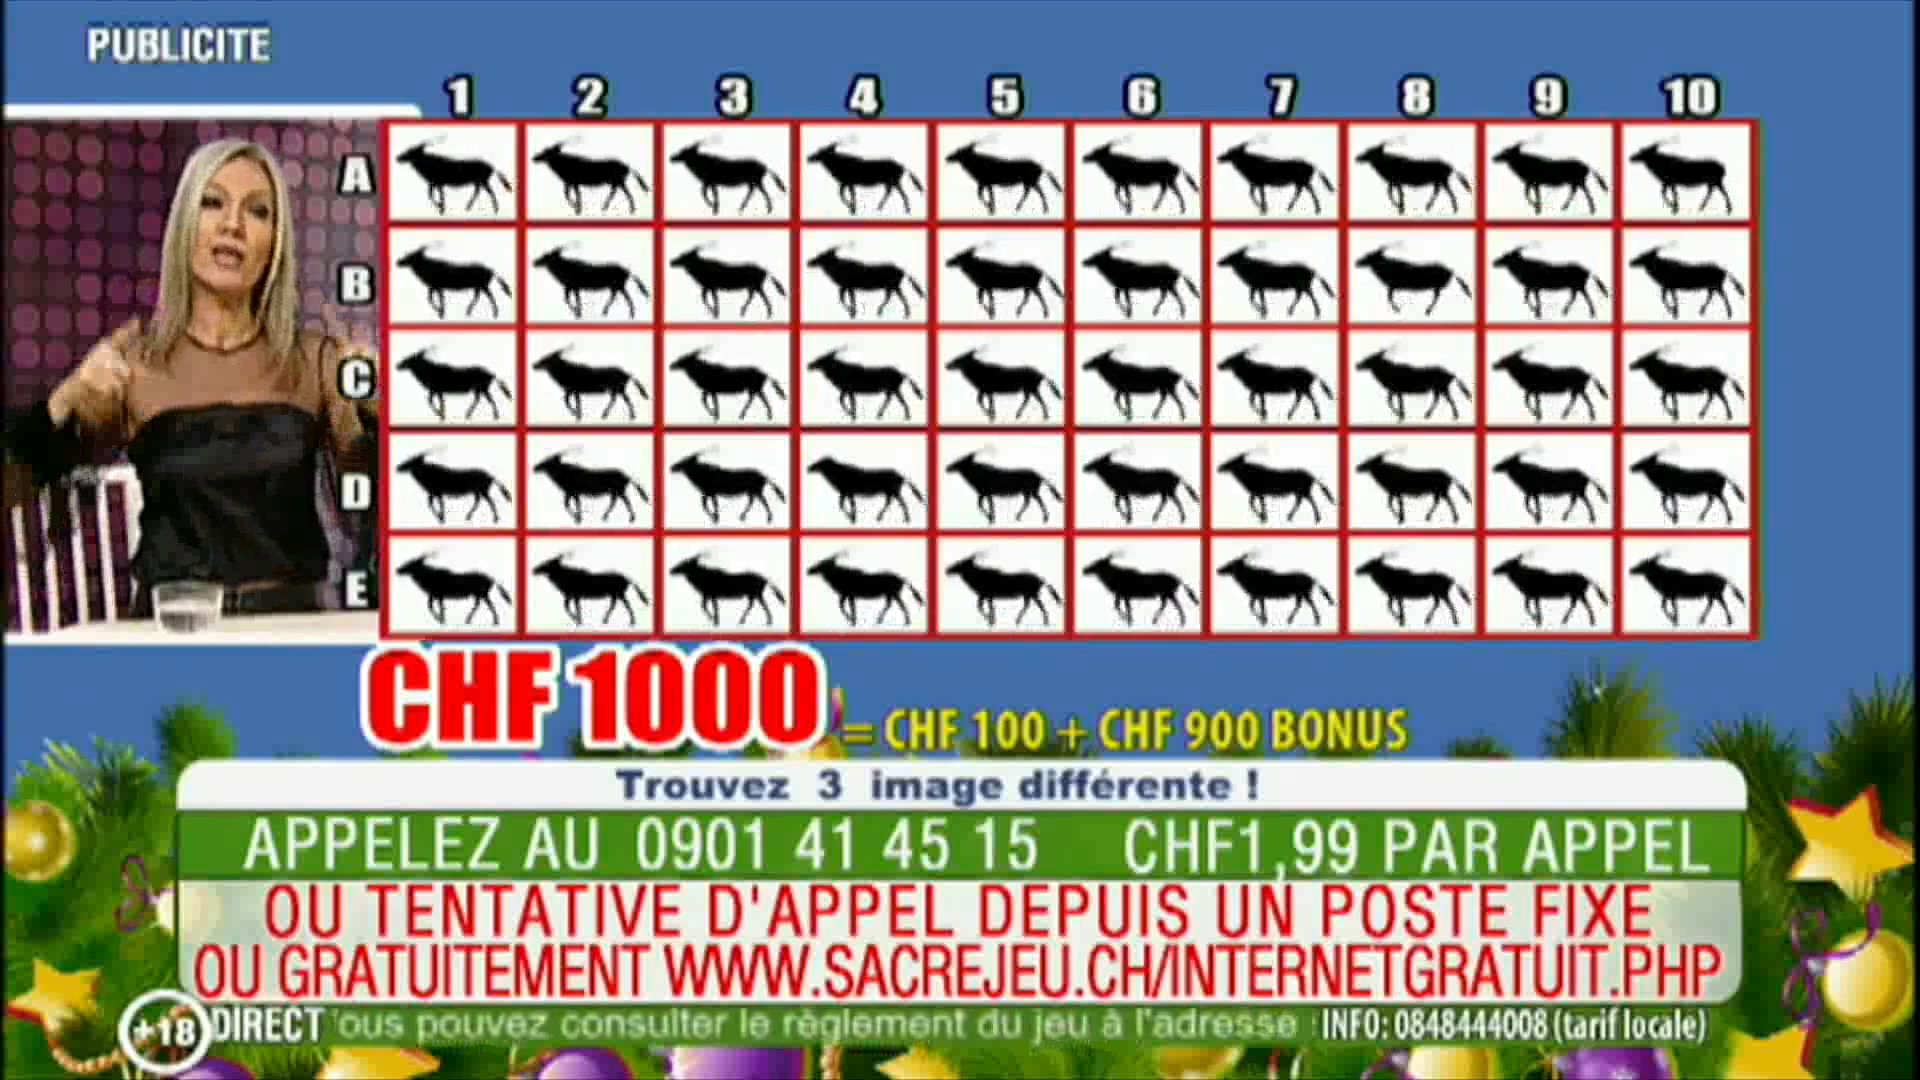 PUBLICITE
1 2 3 4 5 6 7 8 9 10
A
B
C
D
E
CHF 1000
= CHF 100 + CHF 900 BONUS
Trouvez 3 image différente !
APPELEZ AU 0901 41 45 15 CHF1,99 PAR APPEL
OU TENTATIVE D'APPEL DEPUIS UN POSTE FIXE
OU GRATUITEMENT WWW.SACREJEU.CH/INTERNETGRATUIT.PHP
+18 DIRECT ous pouvez consulter le règlement du jeu à l'adresse : INFO: 0848444008 (tarif locale)